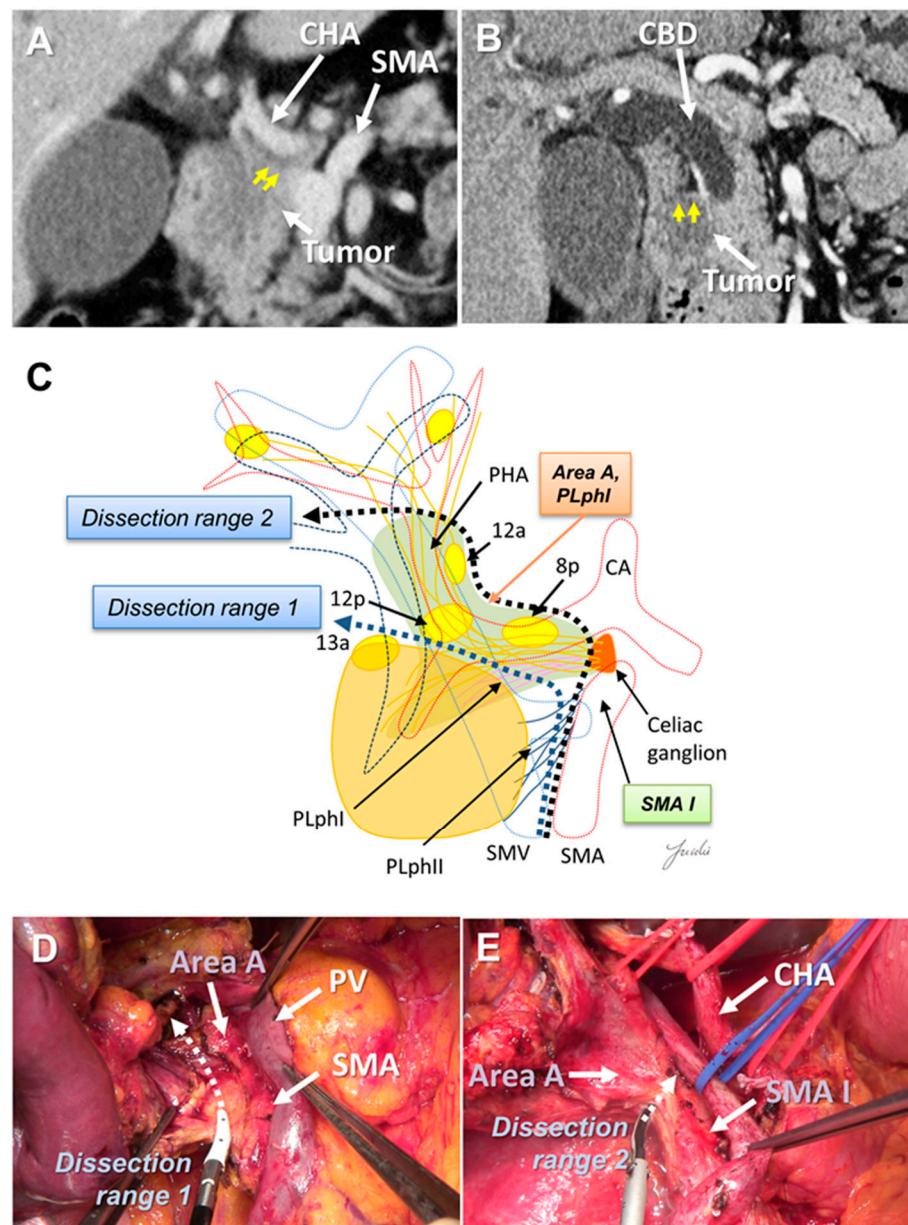 A
CHA
SMA
Tumor
B
CBD
Tumor
C
PHA
Area A,
PLphI
Dissection range 2
12a
8p
CA
Dissection range 1
12p
13a
Celiac
ganglion
PLphI
SMA I
PLphII
SMV
SMA
D
Area A
PV
SMA
Dissection
range 1
E
CHA
Area A
SMA I
Dissection
range 2